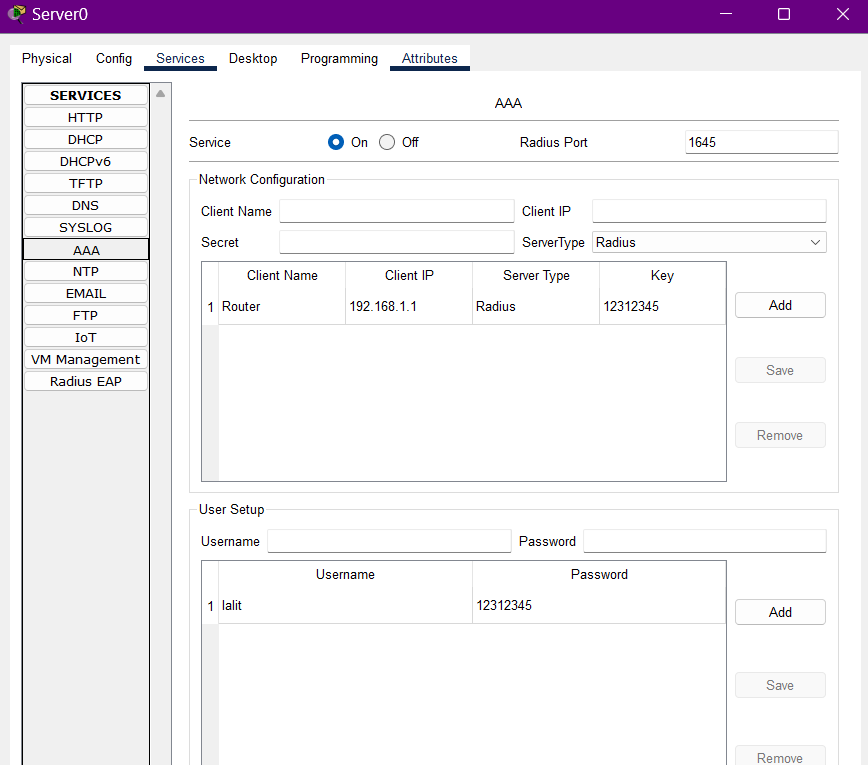 Server0
Physical Config Services Desktop Programming Attributes
SERVICES
HTTP
DHCP
DHCPv6
TFTP
DNS
SYSLOG
AAA
NTP
EMAIL
FTP
IoT
VM Management
Radius EAP
AAA
Service On Off Radius Port 1645
Network Configuration
Client Name Client IP
Secret ServerType Radius
Client Name Client IP Server Type Key
1 Router 192.168.1.1 Radius 12312345
Add
Save
Remove
User Setup
Username Password
Username Password
1 lalit 12312345
Add
Save
Remove